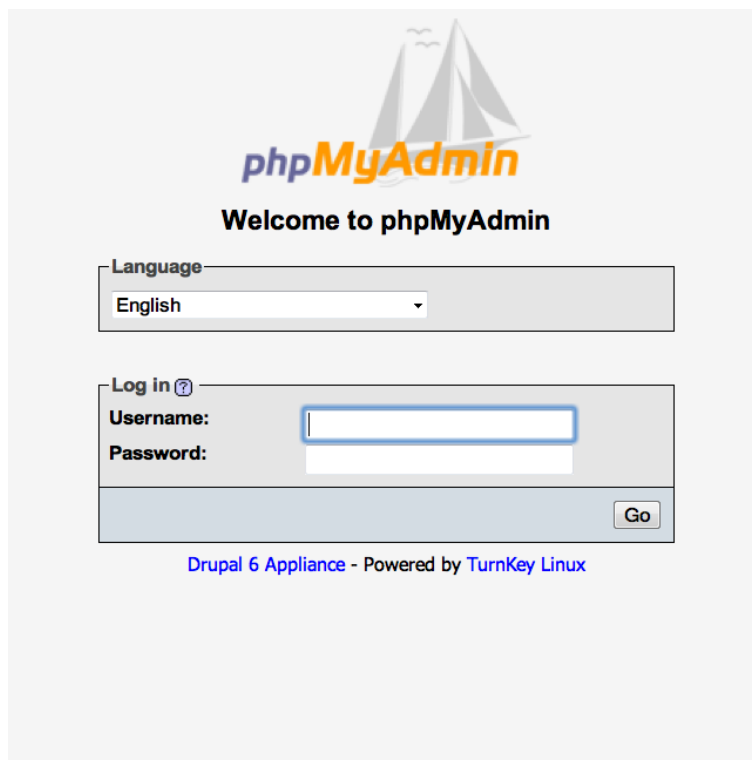 phpMyAdmin
Welcome to phpMyAdmin
Language
English
Log in ?
Username:
Password:
Go
Drupal 6 Appliance - Powered by TurnKey Linux